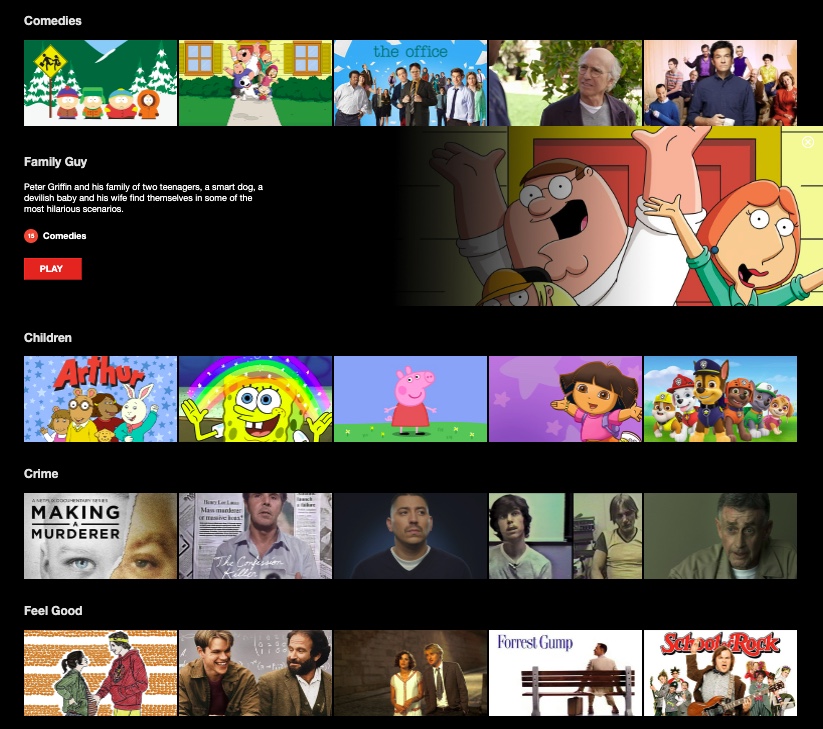 Comedies
the office
Family Guy
Peter Griffin and his family of two teenagers, a smart dog, a
devilish baby and his wife find themselves in some of the
most hilarious scenarios.
15 Comedies
PLAY
Children
Arthur
Crime
A NETFLIX DOCUMENTARY SERIES
MAKING
A
MURDERER
Henry Lee Lucas:
Mass murderer
or massive hoax?
launch
a failure
The Confession
Killer
Feel Good
Forrest Gump
School of Rock